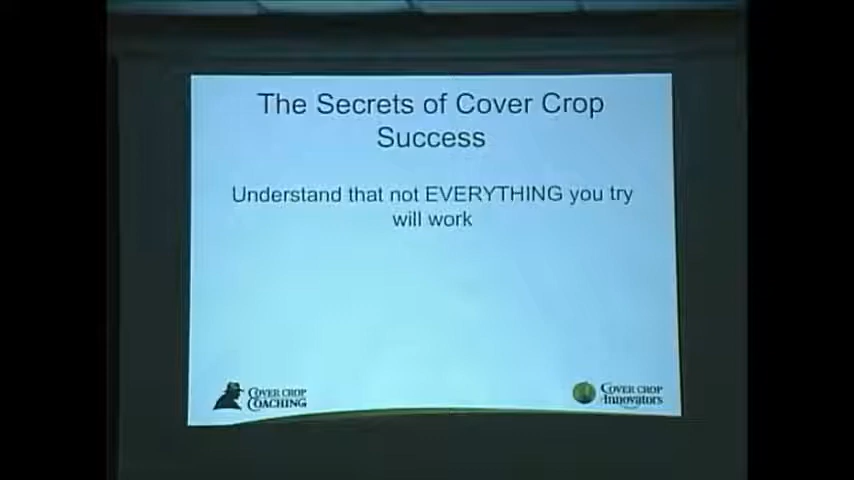 The Secrets of Cover Crop
Success
Understand that not EVERYTHING you try
will work
COVER CROP
COACHING
COVER CROP
Innovators